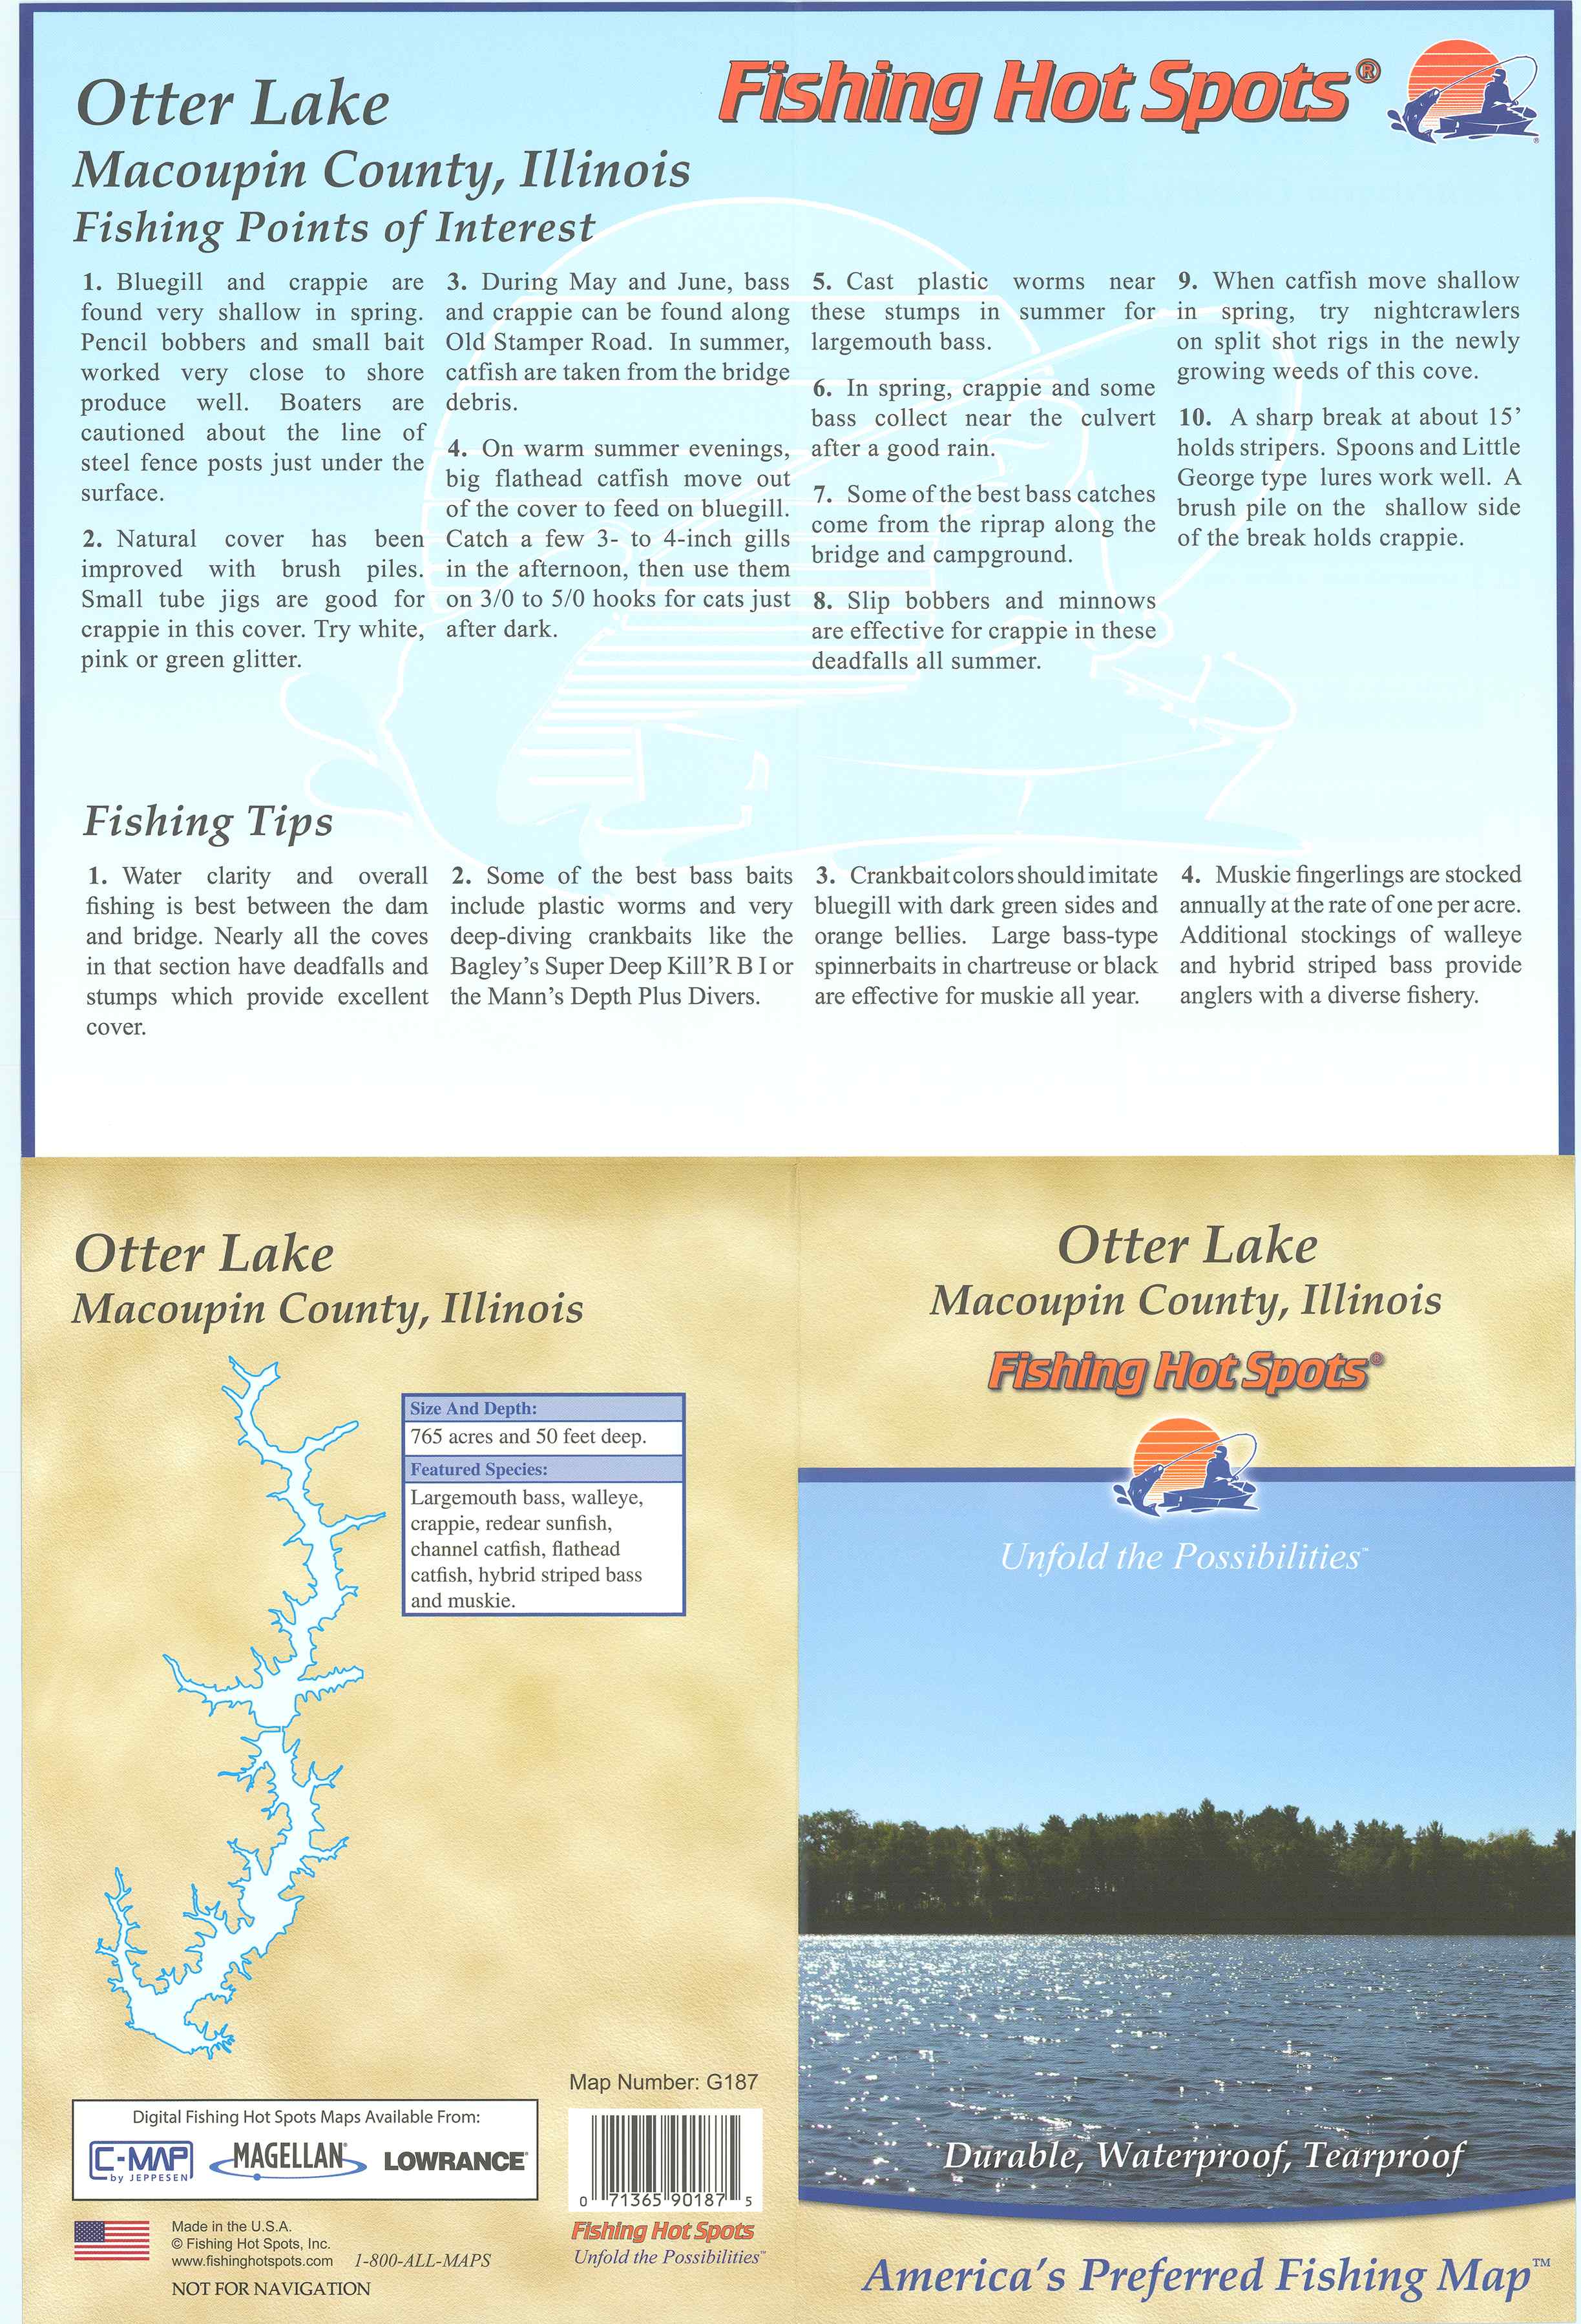 Otter Lake
Macoupin County, Illinois
Fishing Points of Interest
Fishing Hot Spots®
1. Bluegill and crappie are
found very shallow in spring.
Pencil bobbers and small bait
worked very close to shore
produce well. Boaters are
cautioned about the line of
steel fence posts just under the
surface.
2. Natural cover has been
improved with brush piles.
Small tube jigs are good for
crappie in this cover. Try white,
pink or green glitter.
3. During May and June, bass
and crappie can be found along
Old Stamper Road. In summer,
catfish are taken from the bridge
debris.
4. On warm summer evenings,
big flathead catfish move out
of the cover to feed on bluegill.
Catch a few 3- to 4-inch gills
in the afternoon, then use them
on 3/0 to 5/0 hooks for cats just
after dark.
5. Cast plastic worms near
these stumps in summer for
largemouth bass.
6. In spring, crappie and some
bass collect near the culvert
after a good rain.
7. Some of the best bass catches
come from the riprap along the
bridge and campground.
8. Slip bobbers and minnows
are effective for crappie in these
deadfalls all summer.
9. When catfish move shallow
in spring, try nightcrawlers
on split shot rigs in the newly
growing weeds of this cove.
10. A sharp break at about 15’
holds stripers. Spoons and Little
George type lures work well. A
brush pile on the shallow side
of the break holds crappie.
Fishing Tips
1. Water clarity and overall
fishing is best between the dam
and bridge. Nearly all the coves
in that section have deadfalls and
stumps which provide excellent
cover.
2. Some of the best bass baits
include plastic worms and very
deep-diving crankbaits like the
Bagley’s Super Deep Kill’R B I or
the Mann’s Depth Plus Divers.
3. Crankbait colors should imitate
bluegill with dark green sides and
orange bellies. Large bass-type
spinnerbaits in chartreuse or black
are effective for muskie all year.
4. Muskie fingerlings are stocked
annually at the rate of one per acre.
Additional stockings of walleye
and hybrid striped bass provide
anglers with a diverse fishery.
Otter Lake
Macoupin County, Illinois
Size And Depth:
765 acres and 50 feet deep.
Featured Species:
Largemouth bass, walleye,
crappie, redear sunfish,
channel catfish, flathead
catfish, hybrid striped bass
and muskie.
Map Number: G187
Digital Fishing Hot Spots Maps Available From:
C-MAP
by JEPPESEN
MAGELLAN®
LOWRANCE®
0 71365 90187 5
Fishing Hot Spots
Unfold the Possibilities™
Made in the U.S.A.
© Fishing Hot Spots, Inc.
www.fishinghotspots.com 1-800-ALL-MAPS
NOT FOR NAVIGATION
Otter Lake
Macoupin County, Illinois
Fishing Hot Spots®
Unfold the Possibilities™
Durable, Waterproof, Tearproof
America’s Preferred Fishing Map™